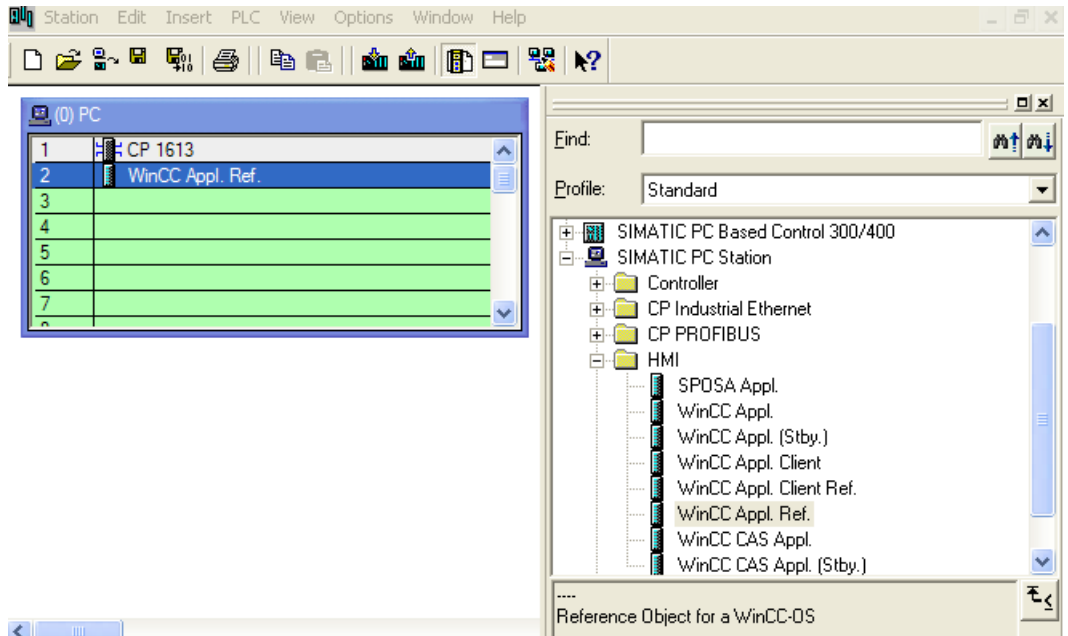 Station Edit Insert PLC View Options Window Help
(0) PC
1 CP 1613
2 WinCC Appl. Ref.
3
4
5
6
7
Find:
Profile: Standard
SIMATIC PC Based Control 300/400
SIMATIC PC Station
Controller
CP Industrial Ethernet
CP PROFIBUS
HMI
SPOSA Appl.
WinCC Appl.
WinCC Appl. (Stby.)
WinCC Appl. Client
WinCC Appl. Client Ref.
WinCC Appl. Ref.
WinCC CAS Appl.
WinCC CAS Appl. (Stby.)
----
Reference Object for a WinCC-OS